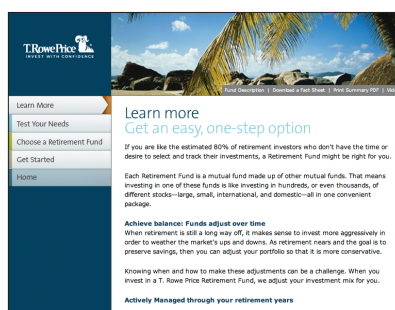 T.RowePrice
INVEST WITH CONFIDENCE
Fund Description | Download a Fact Sheet | Print Summary PDF | Vid
Learn More
Test Your Needs
Choose a Retirement Fund
Get Started
Home
Learn more
Get an easy, one-step option
If you are like the estimated 80% of retirement investors who don't have the time or
desire to select and track their investments, a Retirement Fund might be right for you.
Each Retirement Fund is a mutual fund made up of other mutual funds. That means
investing in one of these funds is like investing in hundreds, or even thousands, of
different stocks—large, small, international, and domestic—all in one convenient
package.
Achieve balance: Funds adjust over time
When retirement is still a long way off, it makes sense to invest more aggressively in
order to weather the market's ups and downs. As retirement nears and the goal is to
preserve savings, then you can adjust your portfolio so that it is more conservative.
Knowing when and how to make these adjustments can be a challenge. When you
invest in a T. Rowe Price Retirement Fund, we adjust your investment mix for you.
Actively Managed through your retirement years